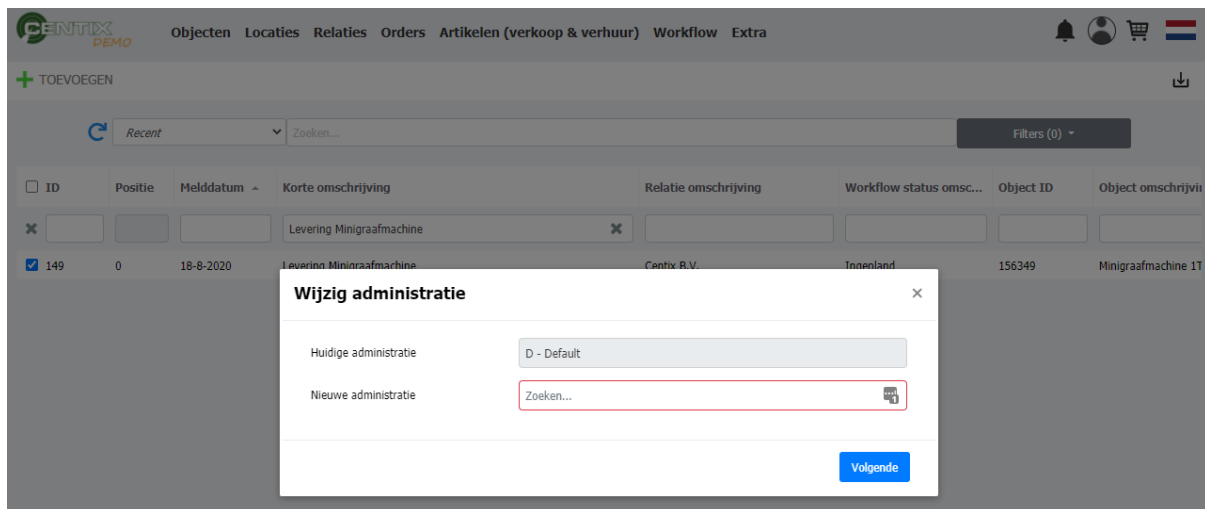 CENTIX
DEMO
Objecten Locaties Relaties Orders Artikelen (verkoop & verhuur) Workflow Extra
TOEVOEGEN
Recent Zoeken... Filters (0)
ID Positie Melddatum Korte omschrijving Relatie omschrijving Workflow status omsc... Object ID Object omschrijvin
Levering Minigraafmachine
149 0 18-8-2020 Levering Minigraafmachine Centix B.V. Ingepland 156349 Minigraafmachine 1T
Wijzig administratie
Huidige administratie D - Default
Nieuwe administratie Zoeken...
Volgende